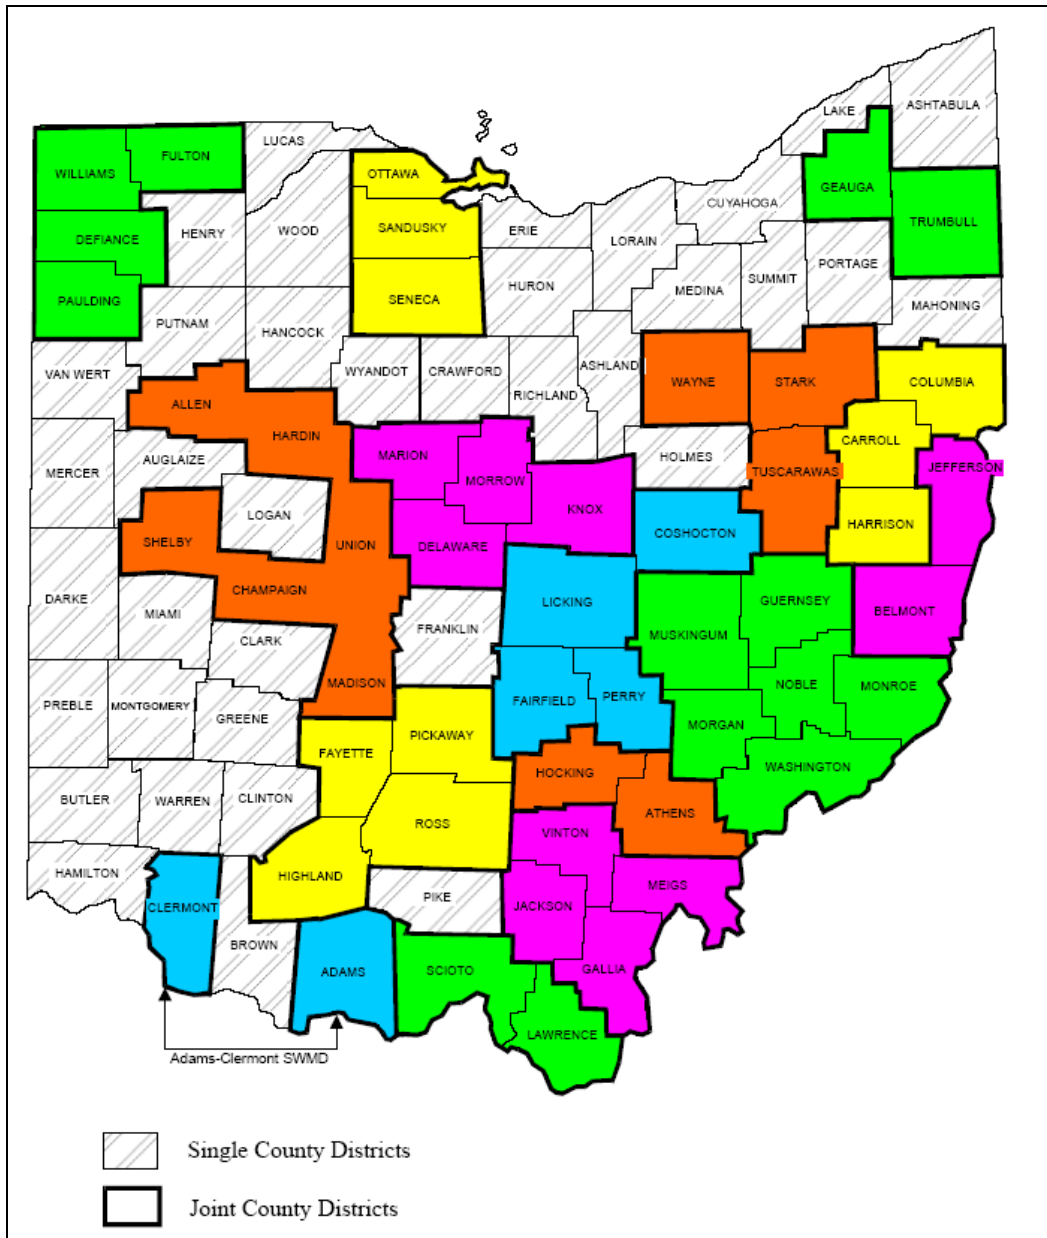 LAKE
ASHTABULA
LUCAS
FULTON
WILLIAMS
OTTAWA
GEAUGA
CUYAHOGA
TRUMBULL
SANDUSKY
ERIE
HENRY
WOOD
DEFIANCE
LORAIN
PORTAGE
SUMMIT
HURON
MEDINA
PAULDING
SENECA
MAHONING
PUTNAM
HANCOCK
ASHLAND
VAN WERT
WYANDOT
CRAWFORD
WAYNE
STARK
COLUMBIA
RICHLAND
ALLEN
HARDIN
CARROLL
MARION
HOLMES
AUGLAIZE
JEFFERSON
MERCER
TUSCARAWAS
MORROW
KNOX
LOGAN
HARRISON
COSHOCTON
SHELBY
UNION
DELAWARE
CHAMPAIGN
DARKE
LICKING
GUERNSEY
BELMONT
MIAMI
FRANKLIN
MUSKINGUM
CLARK
MADISON
NOBLE
MONROE
FAIRFIELD
PERRY
PREBLE
MONTGOMERY
MORGAN
GREENE
PICKAWAY
FAYETTE
WASHINGTON
HOCKING
BUTLER
WARREN
CLINTON
ATHENS
ROSS
VINTON
HAMILTON
HIGHLAND
MEIGS
PIKE
JACKSON
CLERMONT
BROWN
ADAMS
SCIOTO
GALLIA
LAWRENCE
Adams-Clermont SWMD
Single County Districts
Joint County Districts